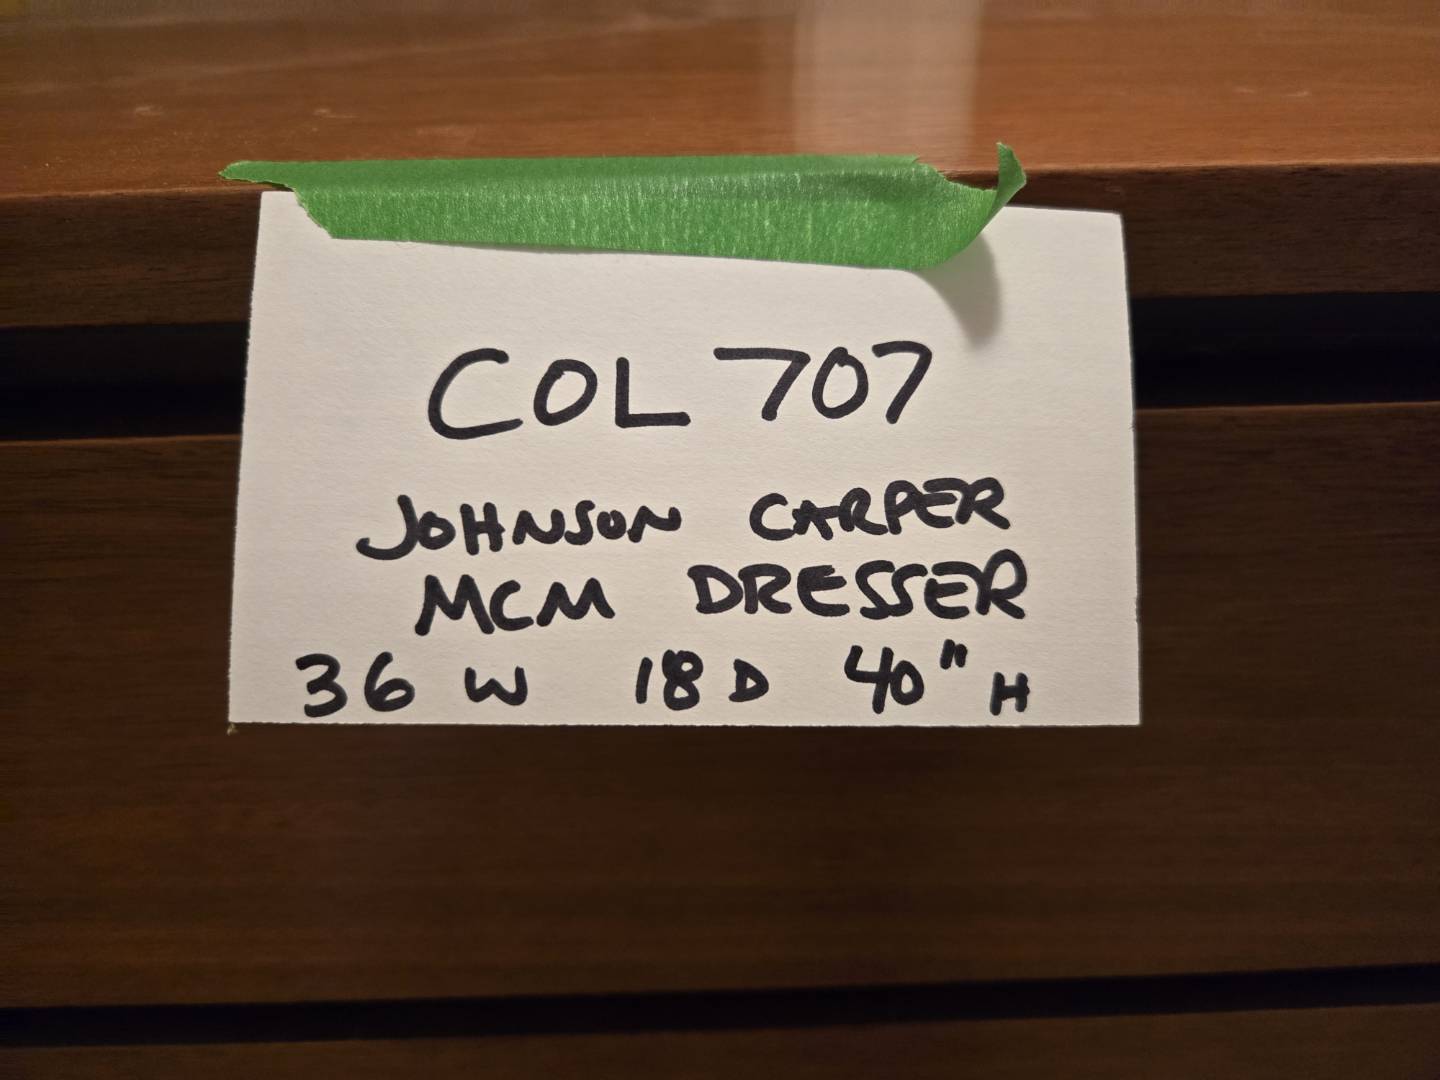 COL 707
JOHNSON CARPER
MCM DRESSER
36 W 18 D 40" H